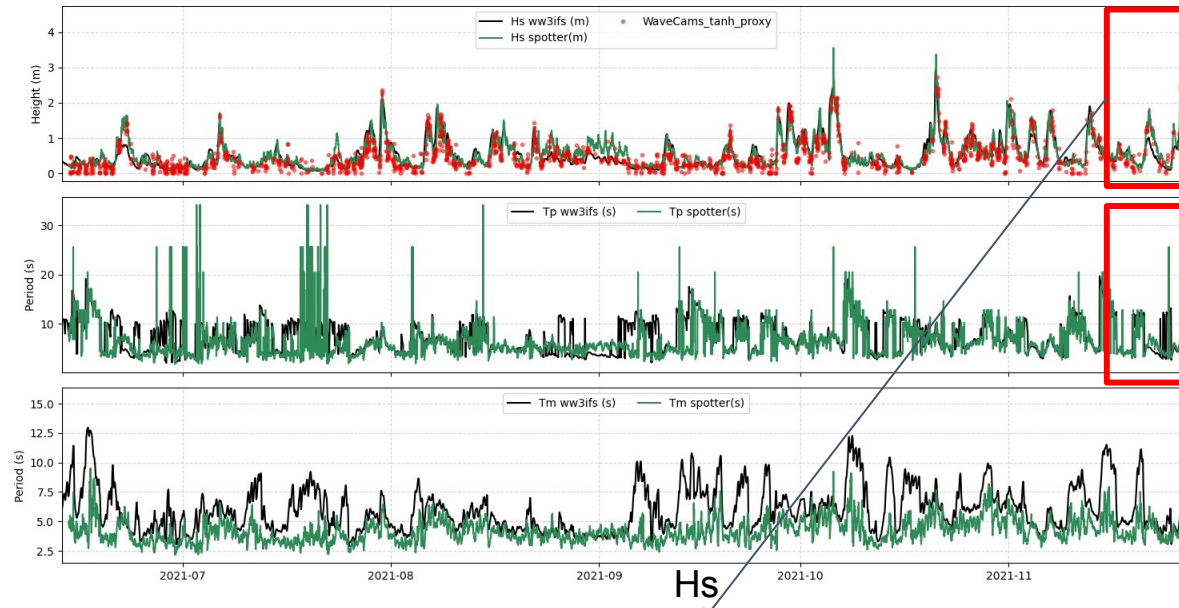 Hs ww3ifs (m) WaveCams_tanh_proxy
Hs spotter(m)
4
3
2
1
0
Height (m)
Tp ww3ifs (s) Tp spotter(s)
30
20
10
Period (s)
Tm ww3ifs (s) Tm spotter(s)
15.0
12.5
10.0
7.5
5.0
2.5
Period (s)
2021-07 2021-08 2021-09 2021-10 2021-11
Hs